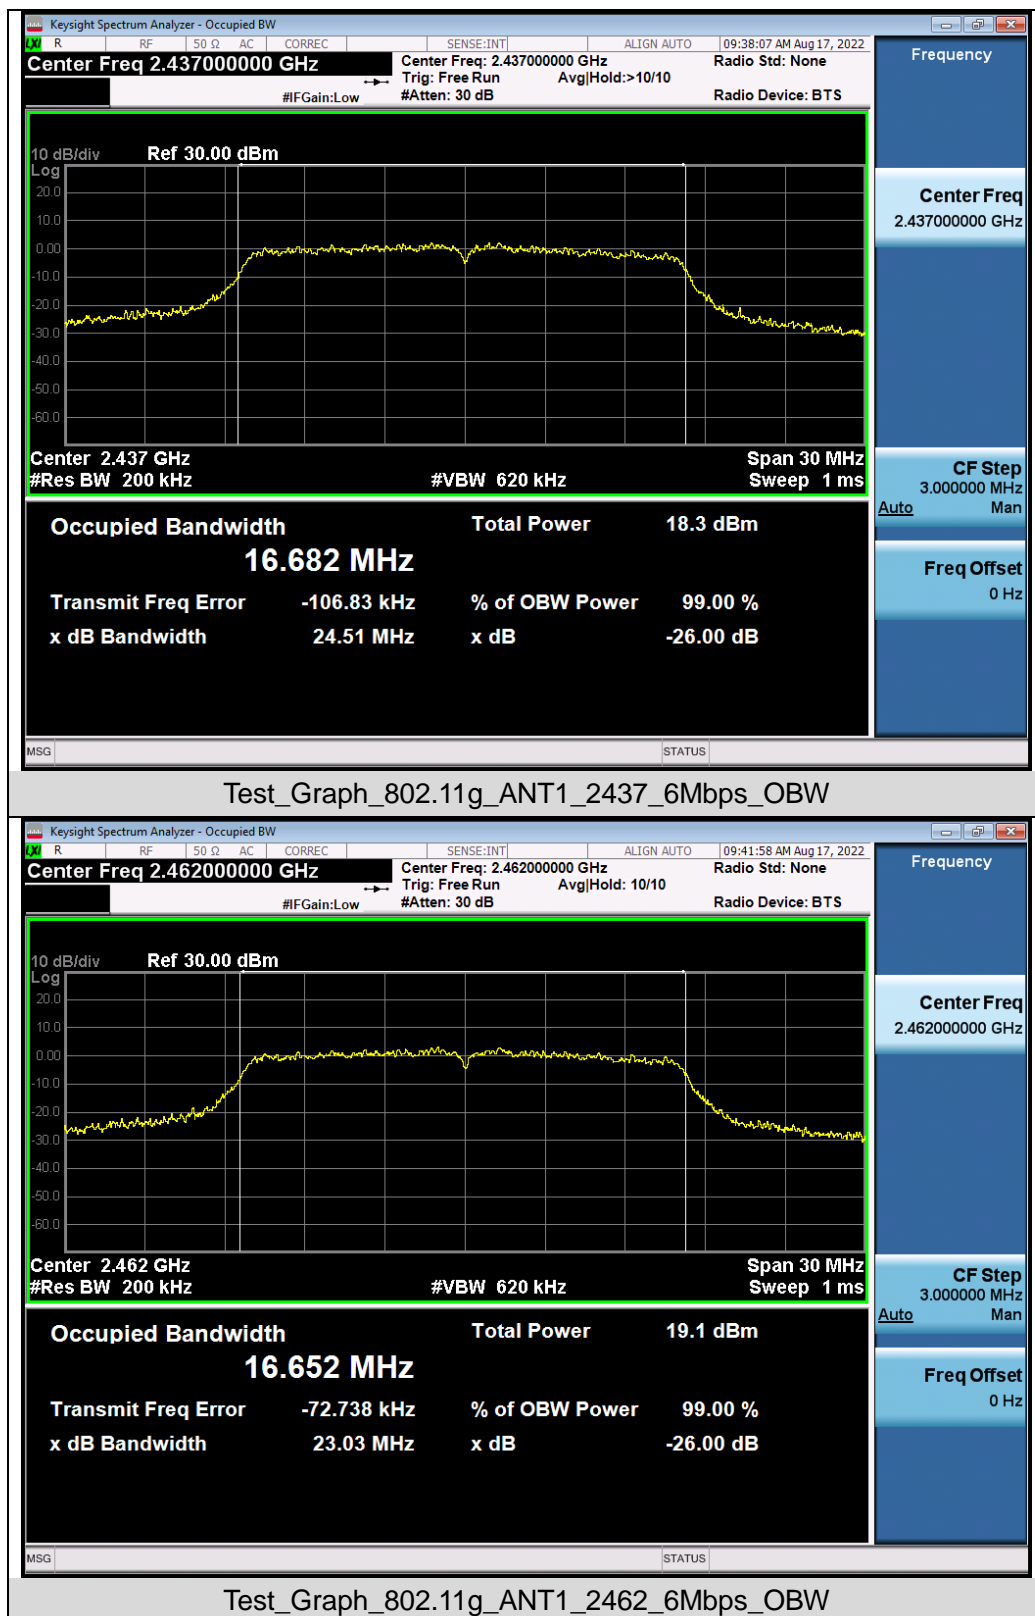 Keysight Spectrum Analyzer - Occupied BW
LXI R RF 50 Ω AC CORREC SENSE:INT ALIGN AUTO 09:38:07 AM Aug 17, 2022
Center Freq 2.437000000 GHz
Center Freq: 2.437000000 GHz Radio Std: None
Trig: Free Run Avg|Hold:>10/10
#IFGain:Low #Atten: 30 dB Radio Device: BTS
Frequency
10 dB/div Ref 30.00 dBm
Log
20.0
10.0
0.00
-10.0
-20.0
-30.0
-40.0
-50.0
-60.0
Center 2.437 GHz Span 30 MHz
#Res BW 200 kHz #VBW 620 kHz Sweep 1 ms
Center Freq
2.437000000 GHz
CF Step
3.000000 MHz
Auto Man
Freq Offset
0 Hz
Occupied Bandwidth Total Power 18.3 dBm
16.682 MHz
Transmit Freq Error -106.83 kHz % of OBW Power 99.00 %
x dB Bandwidth 24.51 MHz x dB -26.00 dB
MSG STATUS
Test_Graph_802.11g_ANT1_2437_6Mbps_OBW
Keysight Spectrum Analyzer - Occupied BW
LXI R RF 50 Ω AC CORREC SENSE:INT ALIGN AUTO 09:41:58 AM Aug 17, 2022
Center Freq 2.462000000 GHz
Center Freq: 2.462000000 GHz Radio Std: None
Trig: Free Run Avg|Hold: 10/10
#IFGain:Low #Atten: 30 dB Radio Device: BTS
Frequency
10 dB/div Ref 30.00 dBm
Log
20.0
10.0
0.00
-10.0
-20.0
-30.0
-40.0
-50.0
-60.0
Center 2.462 GHz Span 30 MHz
#Res BW 200 kHz #VBW 620 kHz Sweep 1 ms
Center Freq
2.462000000 GHz
CF Step
3.000000 MHz
Auto Man
Freq Offset
0 Hz
Occupied Bandwidth Total Power 19.1 dBm
16.652 MHz
Transmit Freq Error -72.738 kHz % of OBW Power 99.00 %
x dB Bandwidth 23.03 MHz x dB -26.00 dB
MSG STATUS
Test_Graph_802.11g_ANT1_2462_6Mbps_OBW